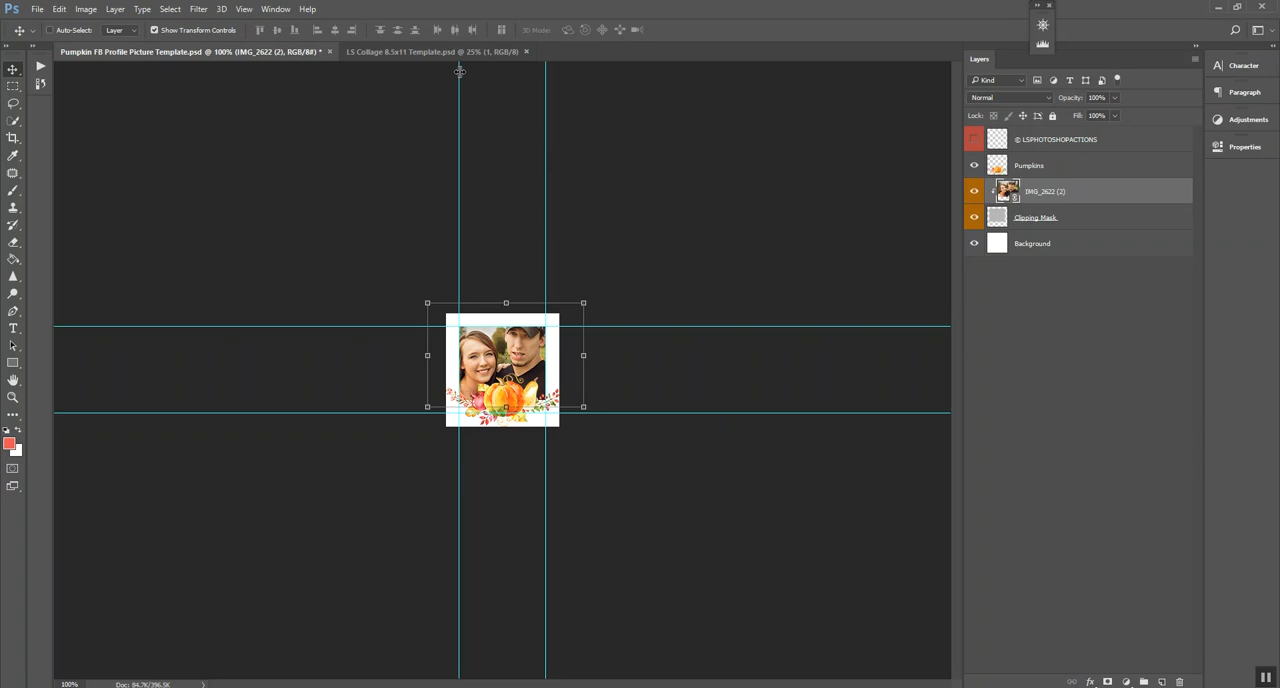 Ps File Edit Image Layer Type Select Filter 3D View Window Help
Auto-Select: Layer Show Transform Controls 3D Mode:
Pumpkin FB Profile Picture Template.psd @ 100% (IMG_2622 (2), RGB/8#) * × LS Collage 8.5x11 Template.psd @ 25% (1, RGB/8) ×
Layers
Kind
Normal Opacity: 100%
Lock: Fill: 100%
© LSPHOTOSHOPACTIONS
Pumpkins
IMG_2622 (2)
Clipping Mask
Background
Character
Paragraph
Adjustments
Properties
100% Doc: 84.7K/396.5K